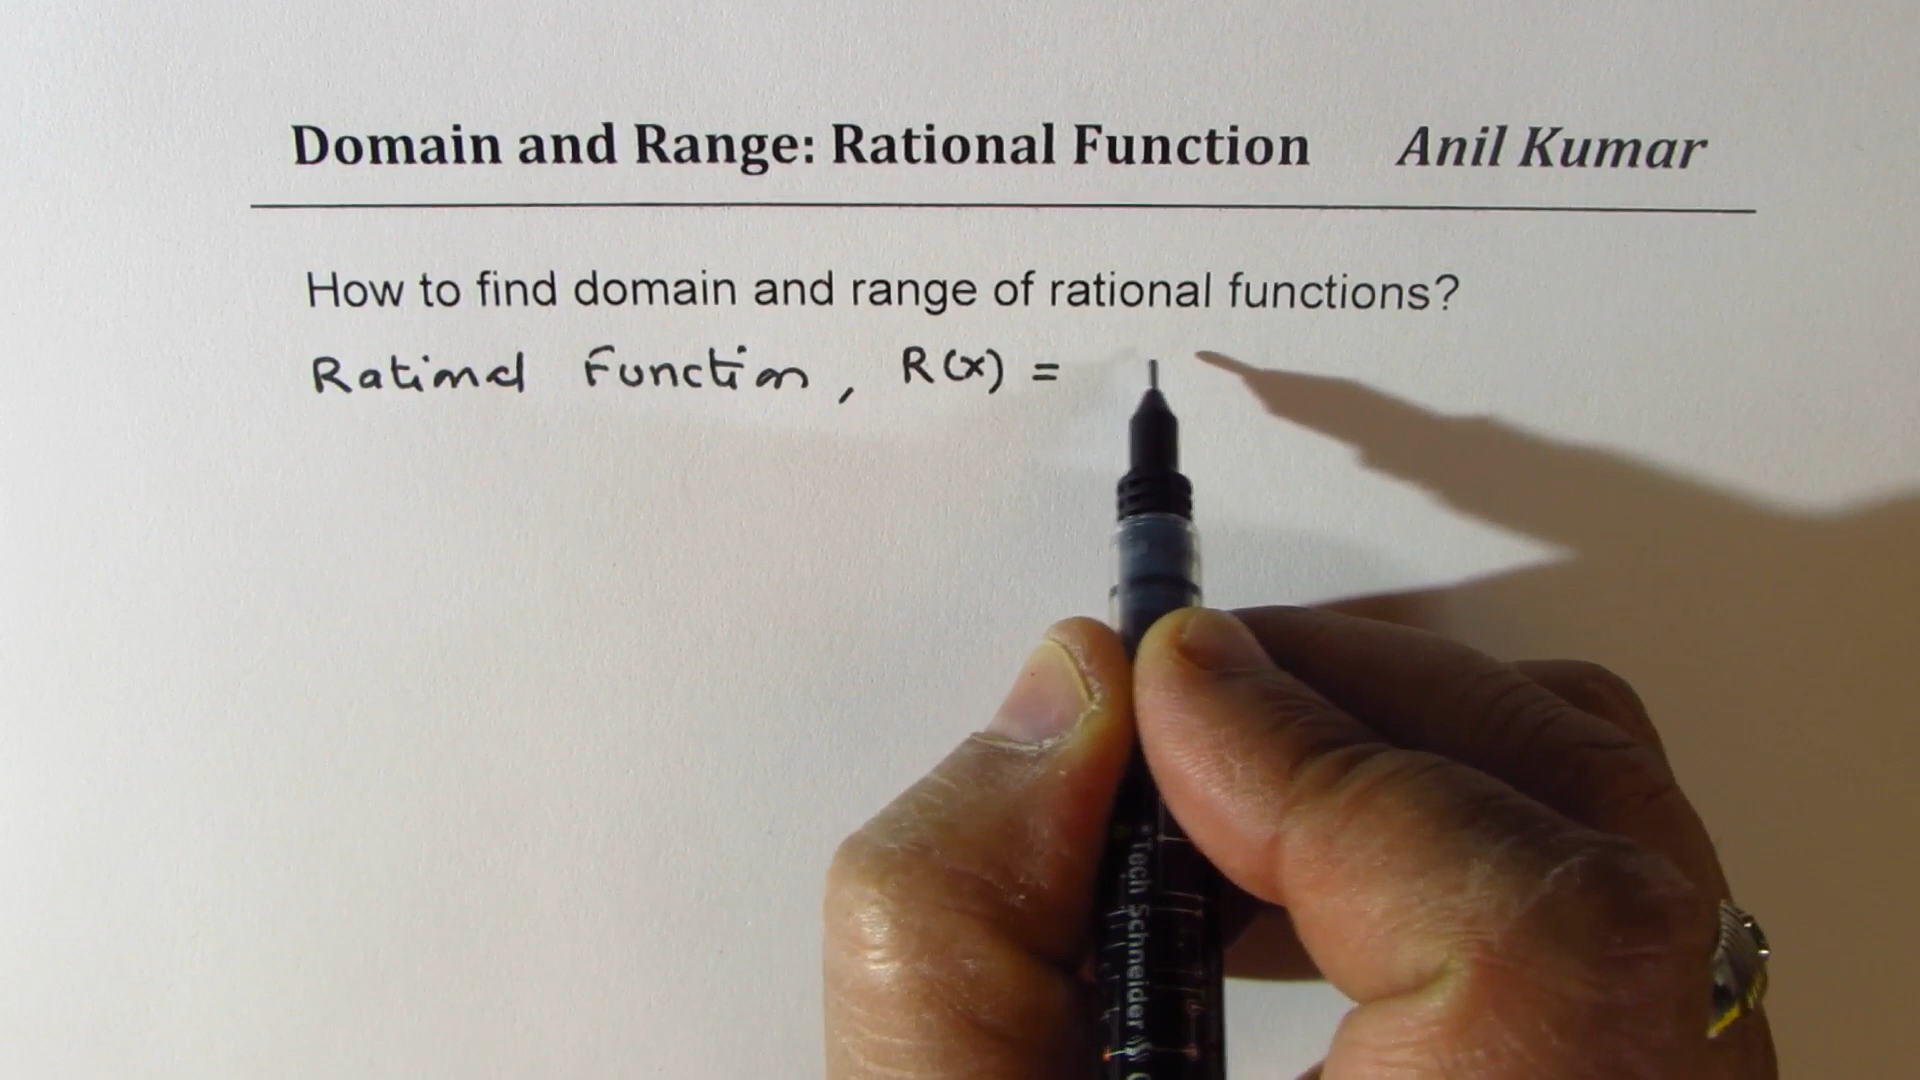 Domain and Range: Rational Function Anil Kumar
How to find domain and range of rational functions?
Rational Function, R(x) =
Tech Schneider